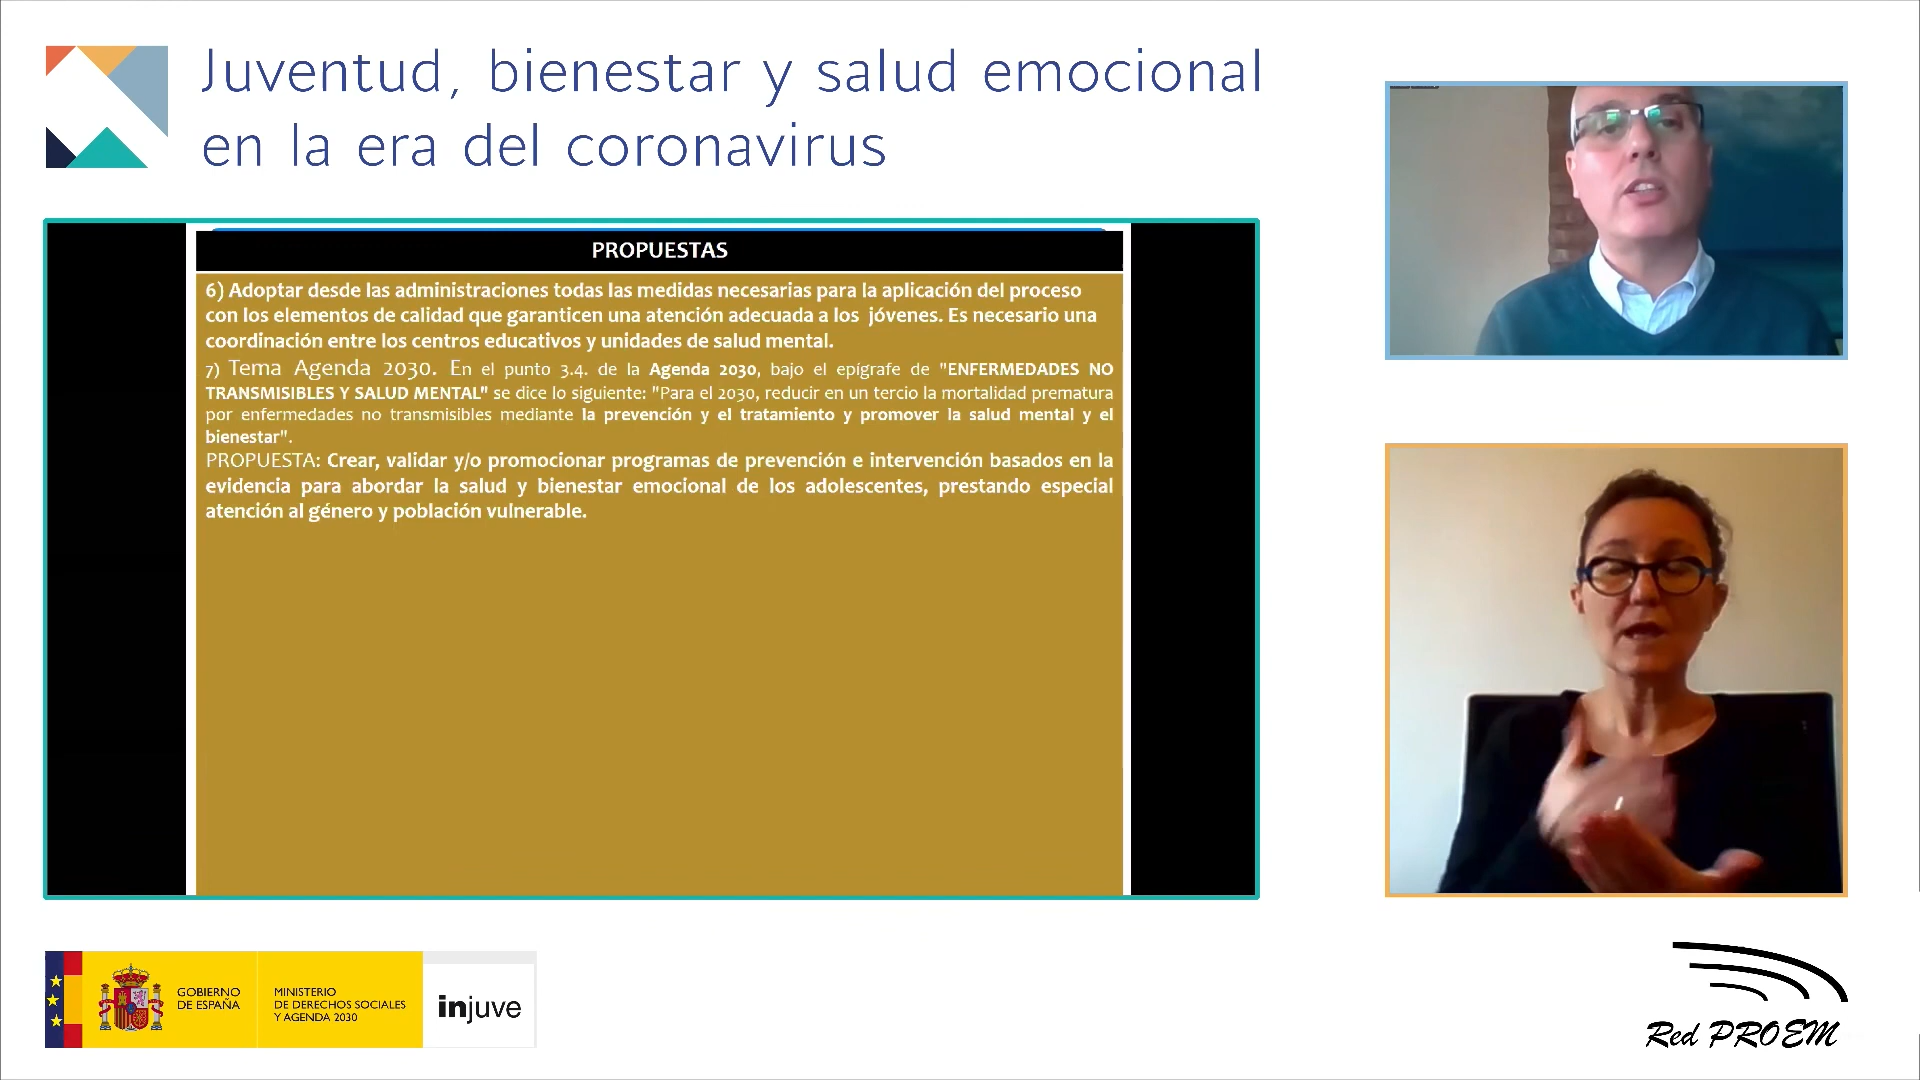 Juventud, bienestar y salud emocional
en la era del coronavirus
PROPUESTAS
6) Adoptar desde las administraciones todas las medidas necesarias para la aplicación del proceso
con los elementos de calidad que garanticen una atención adecuada a los jóvenes. Es necesario una
coordinación entre los centros educativos y unidades de salud mental.
7) Tema Agenda 2030. En el punto 3.4. de la Agenda 2030, bajo el epígrafe de "ENFERMEDADES NO
TRANSMISIBLES Y SALUD MENTAL" se dice lo siguiente: "Para el 2030, reducir en un tercio la mortalidad prematura
por enfermedades no transmisibles mediante la prevención y el tratamiento y promover la salud mental y el
bienestar".
PROPUESTA: Crear, validar y/o promocionar programas de prevención e intervención basados en la
evidencia para abordar la salud y bienestar emocional de los adolescentes, prestando especial
atención al género y población vulnerable.
GOBIERNO
DE ESPAÑA
MINISTERIO
DE DERECHOS SOCIALES
Y AGENDA 2030
injuve
Red PROEM